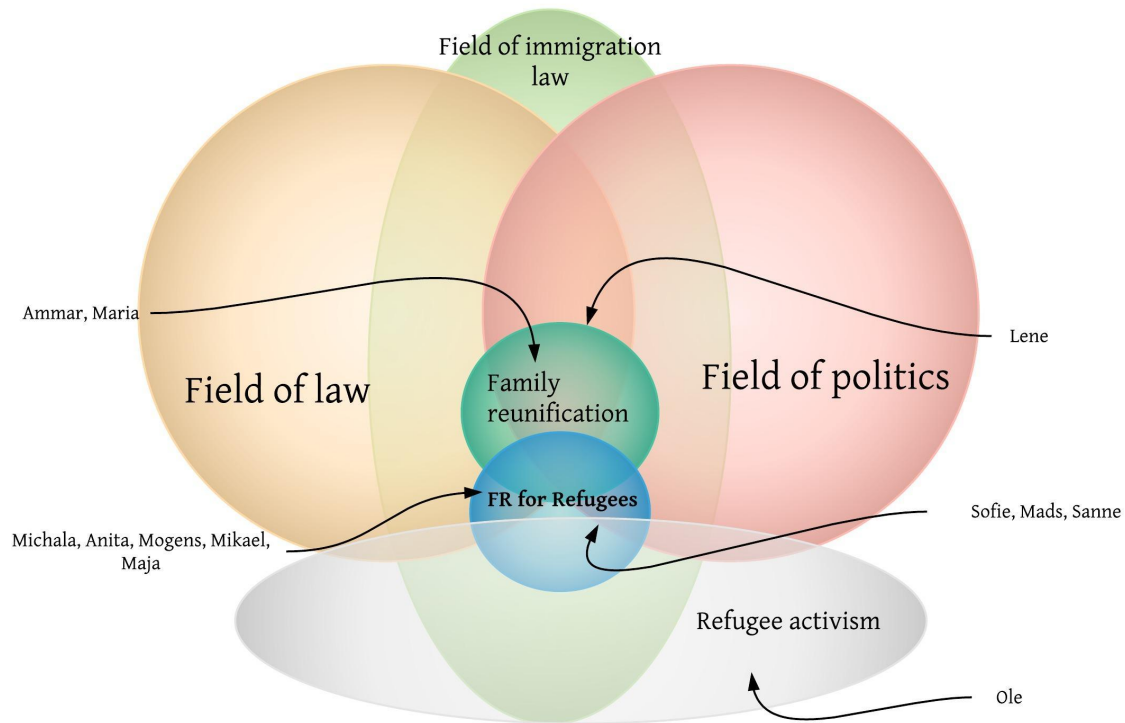 Field of immigration
law
Ammar, Maria
Lene
Field of law
Family
reunification
Field of politics
FR for Refugees
Michala, Anita, Mogens, Mikael,
Maja
Sofie, Mads, Sanne
Refugee activism
Ole